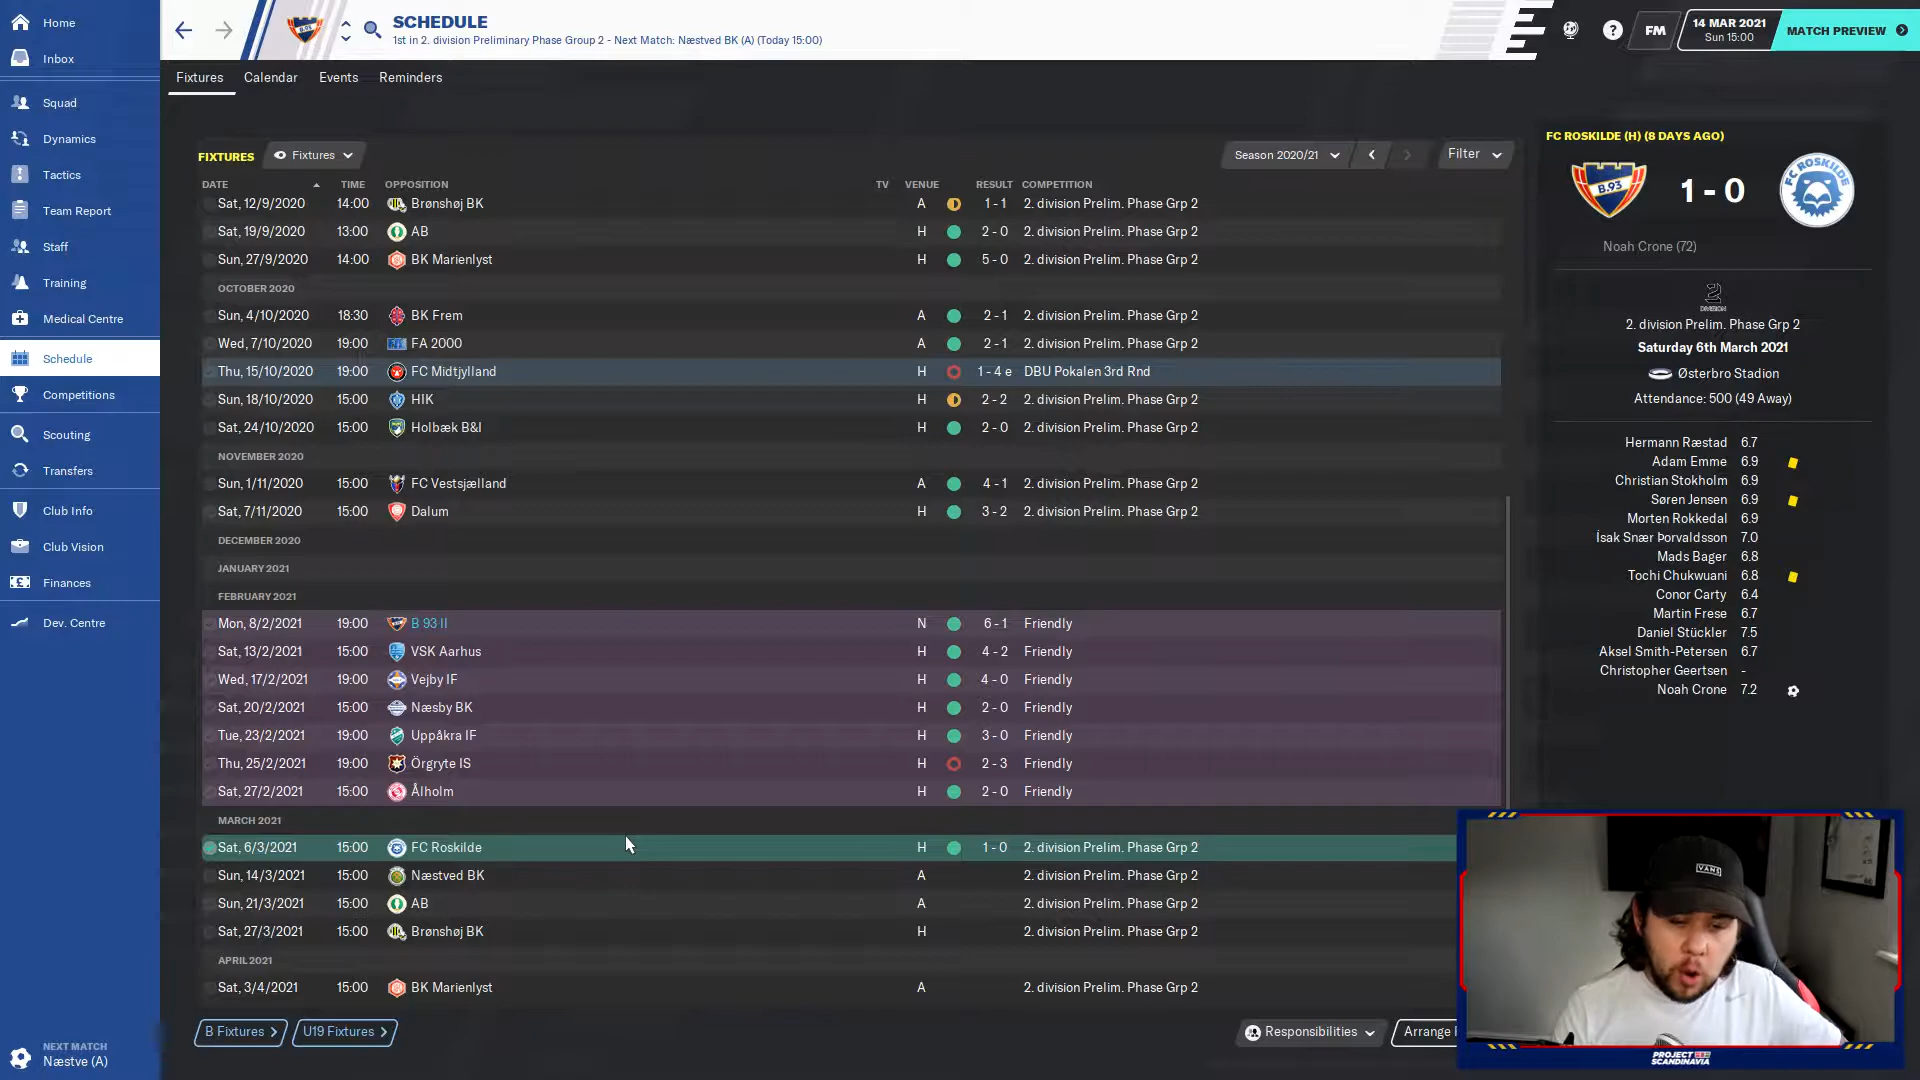 Home
Inbox
Squad
Dynamics
Tactics
Team Report
Staff
Training
Medical Centre
Schedule
Competitions
Scouting
Transfers
Club Info
Club Vision
Finances
Dev. Centre
NEXT MATCH
Næstve (A)
B.93
SCHEDULE
1st in 2. division Preliminary Phase Group 2 - Next Match: Næstved BK (A) (Today 15:00)
FM
14 MAR 2021
Sun 15:00
MATCH PREVIEW
Fixtures Calendar Events Reminders
FIXTURES Fixtures Season 2020/21 Filter
DATE TIME OPPOSITION TV VENUE RESULT COMPETITION
Sat, 12/9/2020 14:00 Brønshøj BK A 1 - 1 2. division Prelim. Phase Grp 2
Sat, 19/9/2020 13:00 AB H 2 - 0 2. division Prelim. Phase Grp 2
Sun, 27/9/2020 14:00 BK Marienlyst H 5 - 0 2. division Prelim. Phase Grp 2
OCTOBER 2020
Sun, 4/10/2020 18:30 BK Frem A 2 - 1 2. division Prelim. Phase Grp 2
Wed, 7/10/2020 19:00 FA 2000 A 2 - 1 2. division Prelim. Phase Grp 2
Thu, 15/10/2020 19:00 FC Midtjylland H 1 - 4 e DBU Pokalen 3rd Rnd
Sun, 18/10/2020 15:00 HIK H 2 - 2 2. division Prelim. Phase Grp 2
Sat, 24/10/2020 15:00 Holbæk B&I H 2 - 0 2. division Prelim. Phase Grp 2
NOVEMBER 2020
Sun, 1/11/2020 15:00 FC Vestsjælland A 4 - 1 2. division Prelim. Phase Grp 2
Sat, 7/11/2020 15:00 Dalum H 3 - 2 2. division Prelim. Phase Grp 2
DECEMBER 2020
JANUARY 2021
FEBRUARY 2021
Mon, 8/2/2021 19:00 B 93 II N 6 - 1 Friendly
Sat, 13/2/2021 15:00 VSK Aarhus H 4 - 2 Friendly
Wed, 17/2/2021 19:00 Vejby IF H 4 - 0 Friendly
Sat, 20/2/2021 15:00 Næsby BK H 2 - 0 Friendly
Tue, 23/2/2021 19:00 Uppåkra IF H 3 - 0 Friendly
Thu, 25/2/2021 19:00 Örgryte IS H 2 - 3 Friendly
Sat, 27/2/2021 15:00 Ålholm H 2 - 0 Friendly
MARCH 2021
Sat, 6/3/2021 15:00 FC Roskilde H 1 - 0 2. division Prelim. Phase Grp 2
Sun, 14/3/2021 15:00 Næstved BK A 2. division Prelim. Phase Grp 2
Sun, 21/3/2021 15:00 AB A 2. division Prelim. Phase Grp 2
Sat, 27/3/2021 15:00 Brønshøj BK H 2. division Prelim. Phase Grp 2
APRIL 2021
Sat, 3/4/2021 15:00 BK Marienlyst A 2. division Prelim. Phase Grp 2
B Fixtures U19 Fixtures Responsibilities Arrange
FC ROSKILDE (H) (8 DAYS AGO)
B.93 1 - 0 FC ROSKILDE
Noah Crone (72)
2
DIVISION
2. division Prelim. Phase Grp 2
Saturday 6th March 2021
Østerbro Stadion
Attendance: 500 (49 Away)
Hermann Ræstad 6.7
Adam Emme 6.9
Christian Stokholm 6.9
Søren Jensen 6.9
Morten Rokkedal 6.9
Ísak Snær Þorvaldsson 7.0
Mads Bager 6.8
Tochi Chukwuani 6.8
Conor Carty 6.4
Martin Frese 6.7
Daniel Stückler 7.5
Aksel Smith-Petersen 6.7
Christopher Geertsen -
Noah Crone 7.2
VANS
PROJECT
SCANDINAVIA